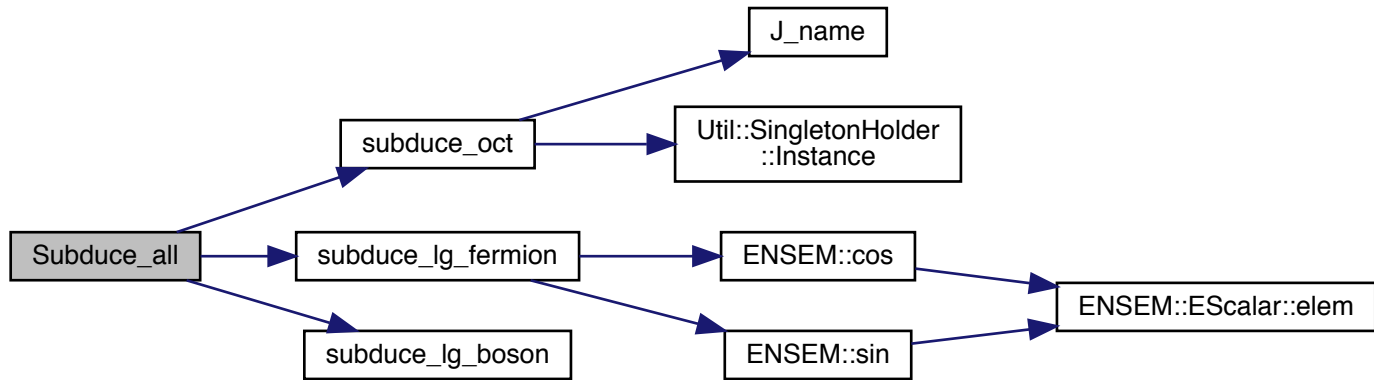 J_name
subduce_oct
Util::SingletonHolder
::Instance
Subduce_all
subduce_lg_fermion
ENSEM::cos
ENSEM::EScalar::elem
subduce_lg_boson
ENSEM::sin